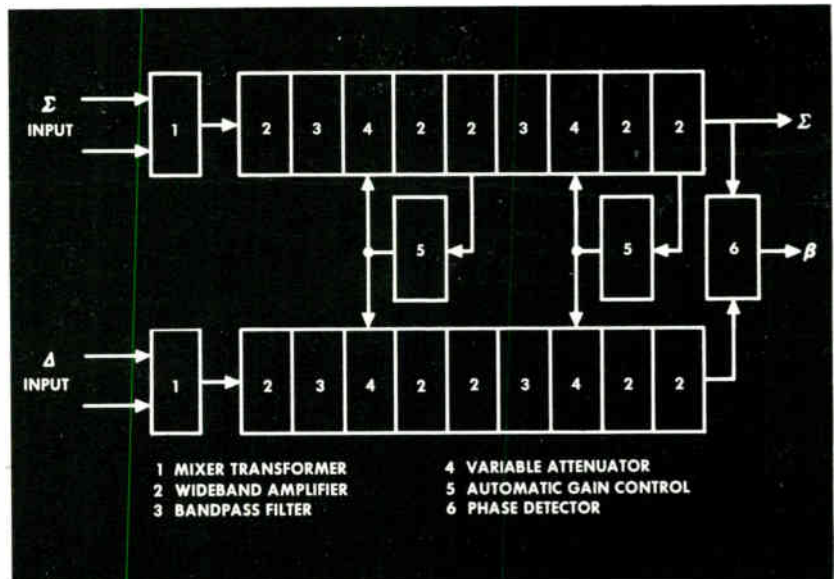 Σ
INPUT
1
2 3 4 2 2 3 4 2 2
Σ
5
5
6
β
Δ
INPUT
1
2 3 4 2 2 3 4 2 2
1 MIXER TRANSFORMER
2 WIDEBAND AMPLIFIER
3 BANDPASS FILTER
4 VARIABLE ATTENUATOR
5 AUTOMATIC GAIN CONTROL
6 PHASE DETECTOR